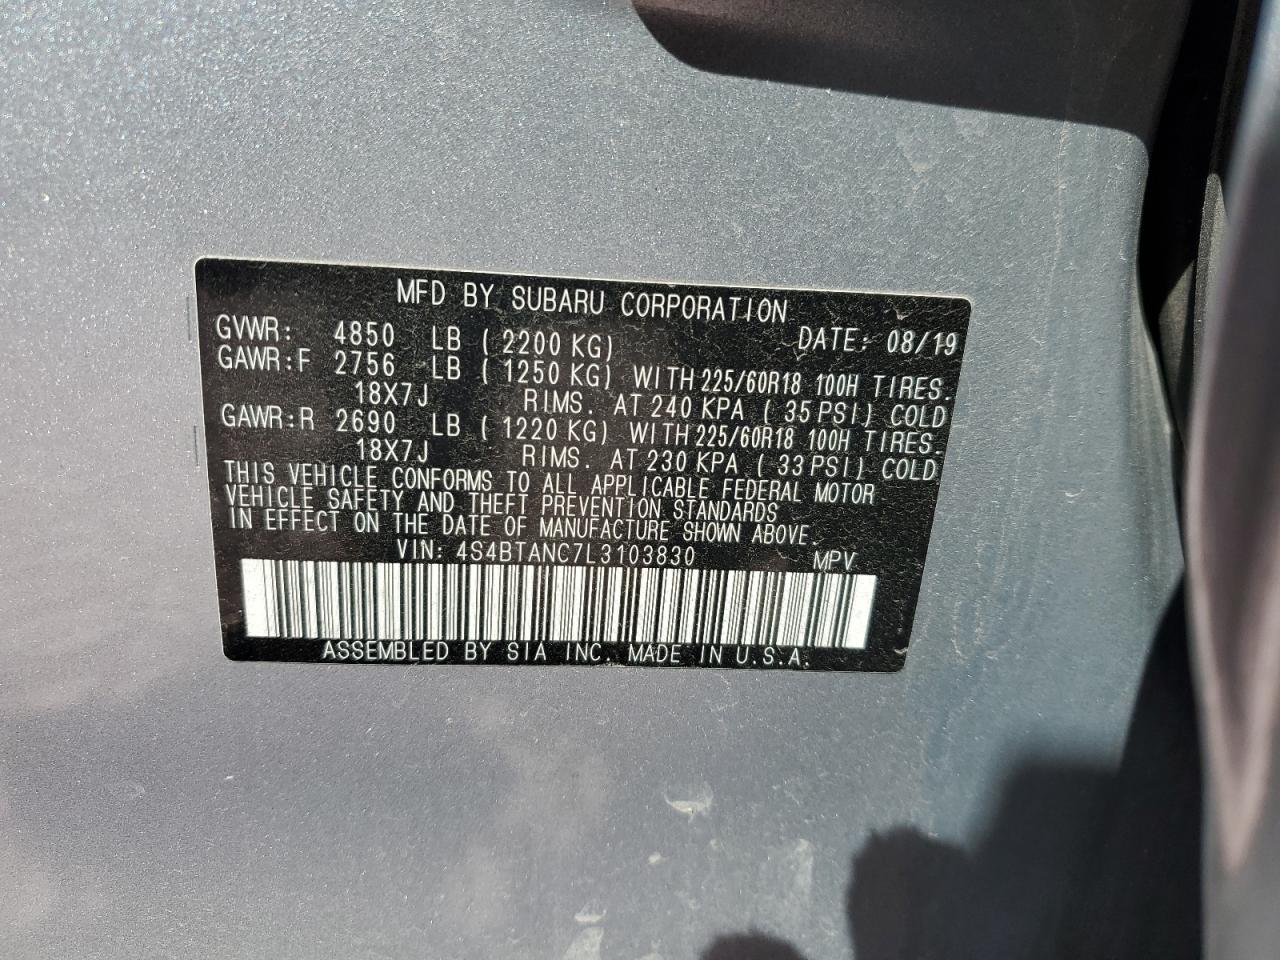 MFD BY SUBARU CORPORATION
GVWR: 4850 LB ( 2200 KG) DATE: 08/19
GAWR:F 2756 LB ( 1250 KG) WITH 225/60R18 100H TIRES.
18X7J RIMS. AT 240 KPA ( 35 PSI) COLD
GAWR:R 2690 LB ( 1220 KG) WITH 225/60R18 100H TIRES.
18X7J RIMS. AT 230 KPA ( 33 PSI) COLD
THIS VEHICLE CONFORMS TO ALL APPLICABLE FEDERAL MOTOR
VEHICLE SAFETY AND THEFT PREVENTION STANDARDS
IN EFFECT ON THE DATE OF MANUFACTURE SHOWN ABOVE.
VIN: 4S4BTANC7L3103830 MPV
ASSEMBLED BY SIA INC. MADE IN U.S.A.